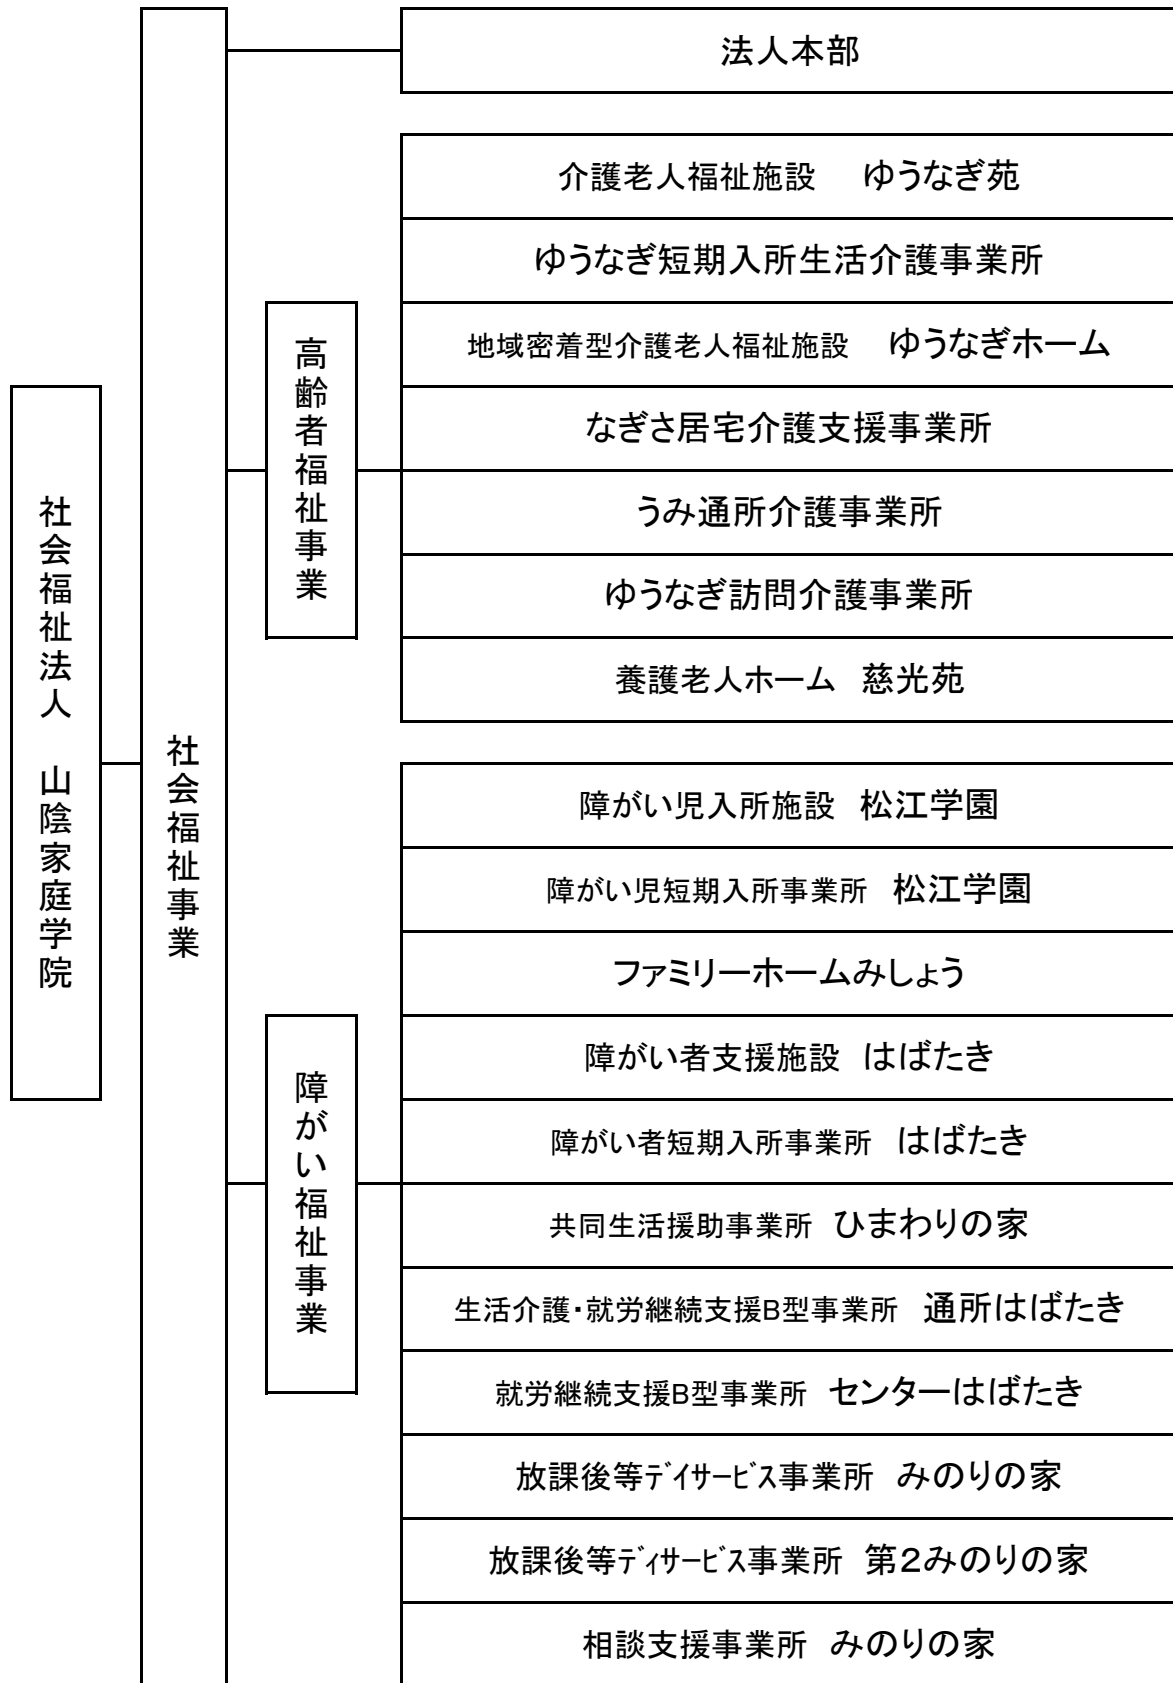 社会福祉法人　山陰家庭学院
社会福祉事業
法人本部
高齢者福祉事業
介護老人福祉施設　ゆうなぎ苑
ゆうなぎ短期入所生活介護事業所
地域密着型介護老人福祉施設　ゆうなぎホーム
なぎさ居宅介護支援事業所
うみ通所介護事業所
ゆうなぎ訪問介護事業所
養護老人ホーム　慈光苑
障がい福祉事業
障がい児入所施設　松江学園
障がい児短期入所事業所　松江学園
ファミリーホームみしょう
障がい者支援施設　はばたき
障がい者短期入所事業所　はばたき
共同生活援助事業所　ひまわりの家
生活介護・就労継続支援B型事業所　通所はばたき
就労継続支援B型事業所　センターはばたき
放課後等ﾃﾞイサービス事業所　みのりの家
放課後等ﾃﾞィサービス事業所　第２みのりの家
相談支援事業所　みのりの家